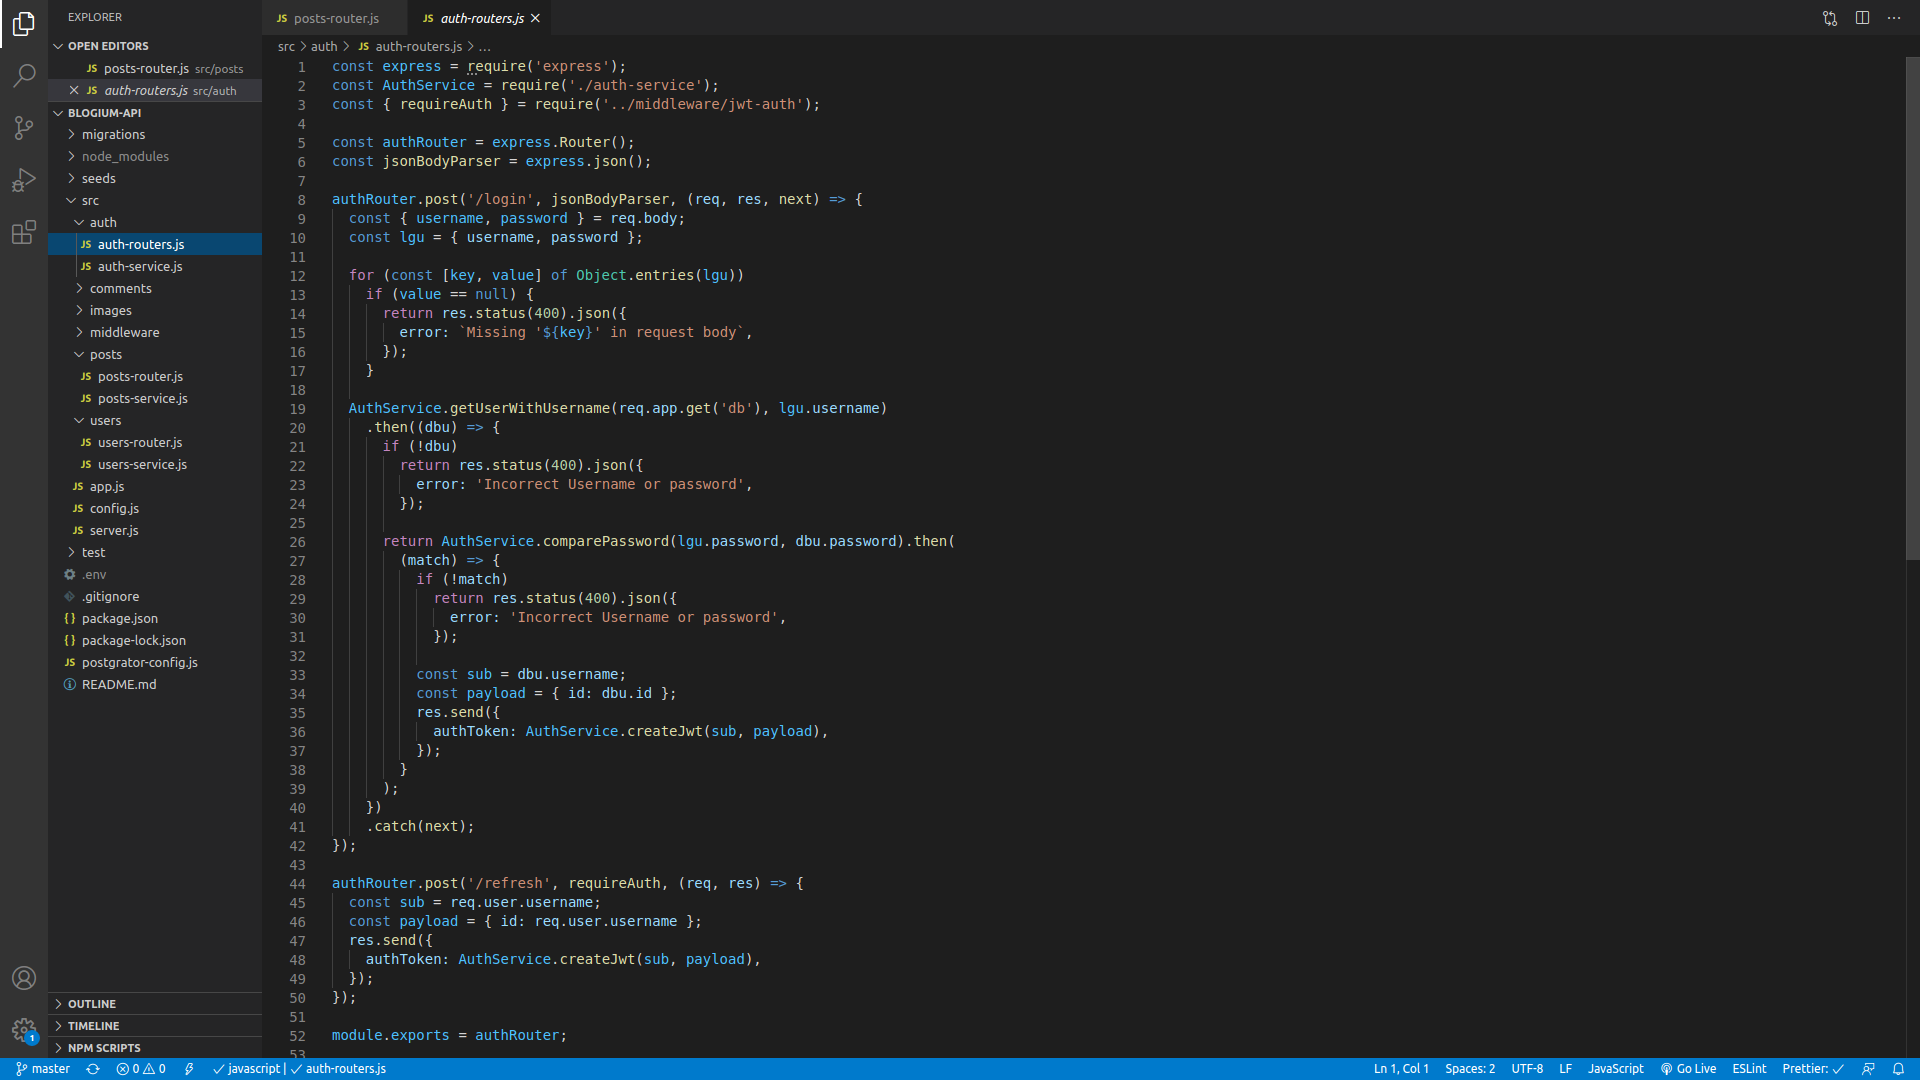 EXPLORER
OPEN EDITORS
JS posts-router.js src/posts
JS auth-routers.js src/auth
BLOGIUM-API
migrations
node_modules
seeds
src
auth
JS auth-routers.js
JS auth-service.js
comments
images
middleware
posts
JS posts-router.js
JS posts-service.js
users
JS users-router.js
JS users-service.js
JS app.js
JS config.js
JS server.js
test
.env
.gitignore
{} package.json
{} package-lock.json
JS postgrator-config.js
README.md
OUTLINE
TIMELINE
NPM SCRIPTS
1
JS posts-router.js JS auth-routers.js
src > auth > JS auth-routers.js > ...
1 const express = require('express');
2 const AuthService = require('./auth-service');
3 const { requireAuth } = require('../middleware/jwt-auth');
4
5 const authRouter = express.Router();
6 const jsonBodyParser = express.json();
7
8 authRouter.post('/login', jsonBodyParser, (req, res, next) => {
9 const { username, password } = req.body;
10 const lgu = { username, password };
11
12 for (const [key, value] of Object.entries(lgu))
13 if (value == null) {
14 return res.status(400).json({
15 error: `Missing '${key}' in request body`,
16 });
17 }
18
19 AuthService.getUserWithUsername(req.app.get('db'), lgu.username)
20 .then((dbu) => {
21 if (!dbu)
22 return res.status(400).json({
23 error: 'Incorrect Username or password',
24 });
25
26 return AuthService.comparePassword(lgu.password, dbu.password).then(
27 (match) => {
28 if (!match)
29 return res.status(400).json({
30 error: 'Incorrect Username or password',
31 });
32
33 const sub = dbu.username;
34 const payload = { id: dbu.id };
35 res.send({
36 authToken: AuthService.createJwt(sub, payload),
37 });
38 }
39 );
40 })
41 .catch(next);
42 });
43
44 authRouter.post('/refresh', requireAuth, (req, res) => {
45 const sub = req.user.username;
46 const payload = { id: req.user.username };
47 res.send({
48 authToken: AuthService.createJwt(sub, payload),
49 });
50 });
51
52 module.exports = authRouter;
53
master 0 0 javascript | auth-routers.js Ln 1, Col 1 Spaces: 2 UTF-8 LF JavaScript Go Live ESLint Prettier: ✓